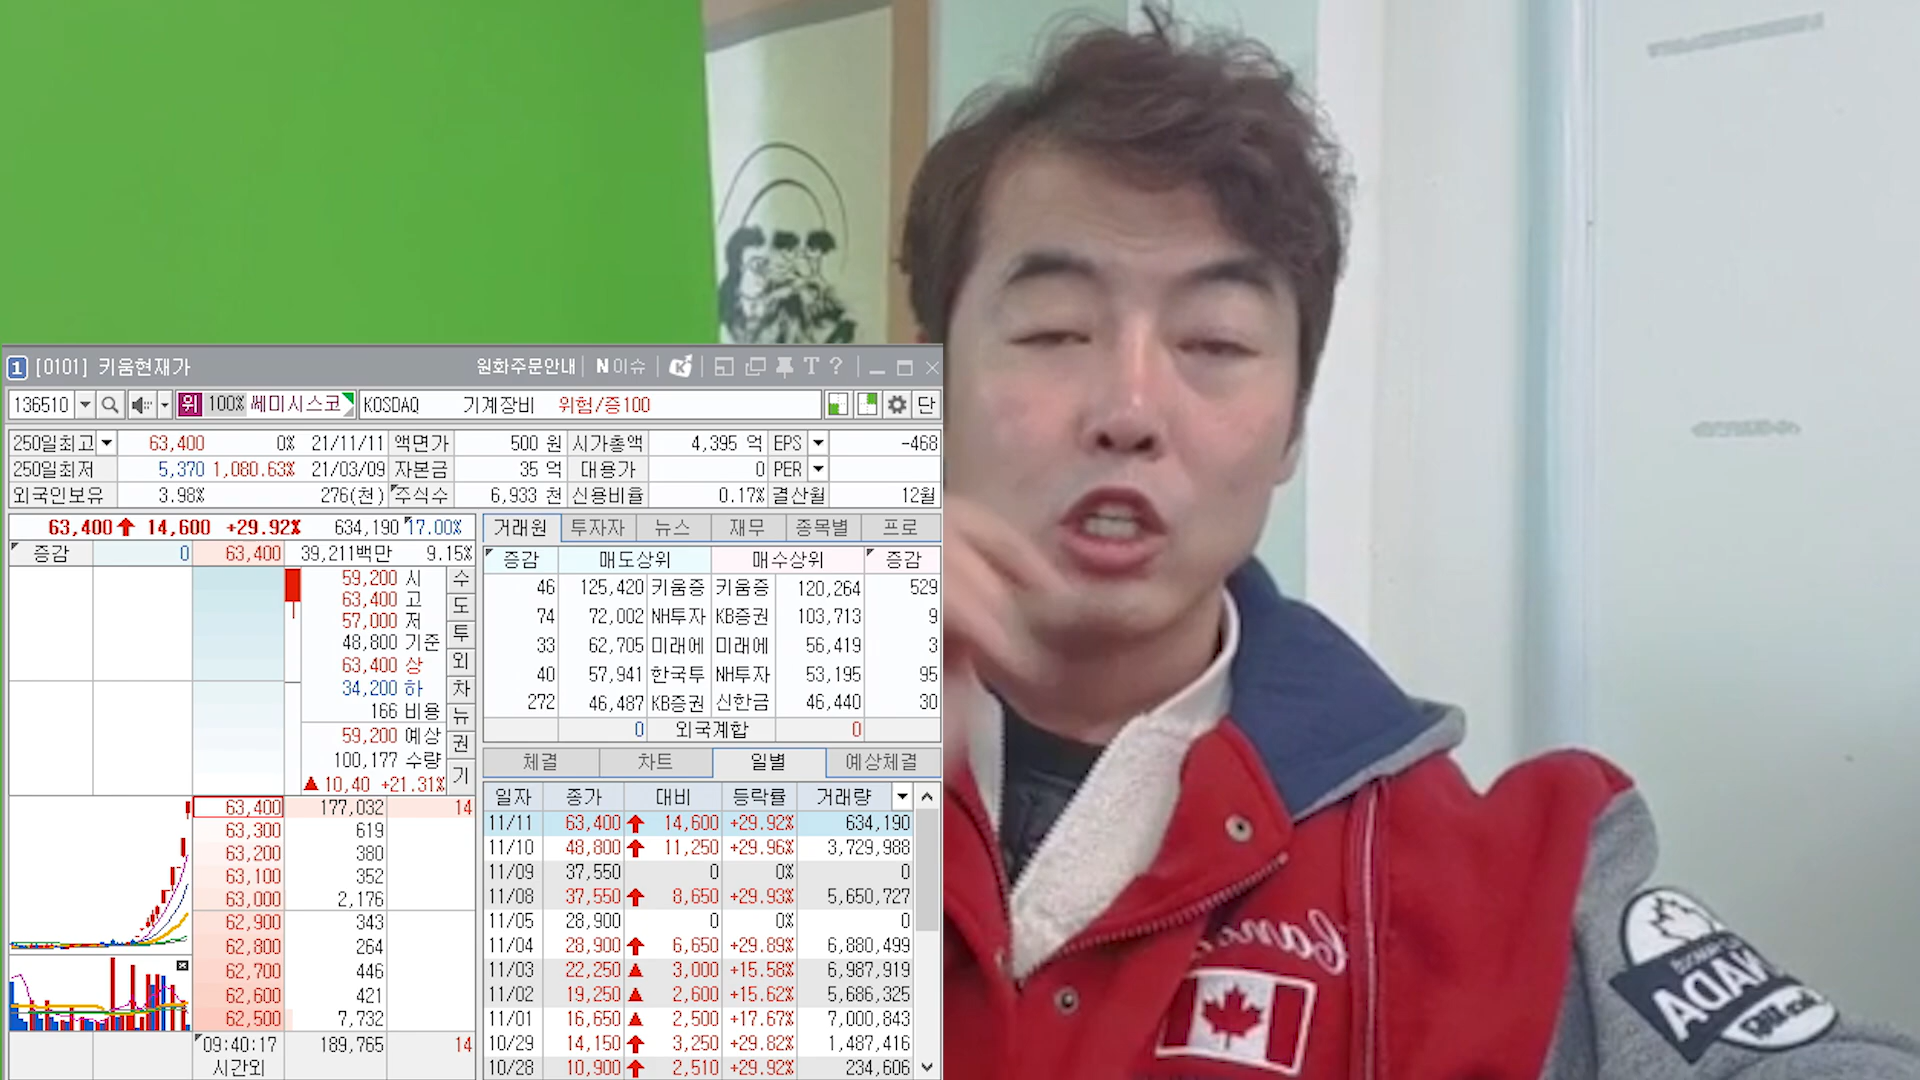 1 [0101] 키움현재가 원화주문안내 N이슈 K T ?
136510 위 100% 쎄미시스코 KOSDAQ 기계장비 위험/증100 단
250일최고 63,400 0% 21/11/11 액면가 500 원 시가총액 4,395 억 EPS -468
250일최저 5,370 1,080.63% 21/03/09 자본금 35 억 대용가 0 PER
외국인보유 3.98% 276(천) 주식수 6,933 천 신용비율 0.17% 결산월 12월
63,400 14,600 +29.92% 634,190 17.00%
증감 0 63,400 39,211백만 9.15%
59,200 시 수
63,400 고 도
57,000 저 투
48,800 기준
63,400 상 외
34,200 하 차
166 비용 뉴
59,200 예상 권
100,177 수량
▲ 10,40 +21.31% 기
63,400 177,032 14
63,300 619
63,200 380
63,100 352
63,000 2,176
62,900 343
62,800 264
62,700 446
62,600 421
62,500 7,732
09:40:17 189,765 14
시간외
거래원 투자자 뉴스 재무 종목별 프로
증감 매도상위 매수상위 증감
46 125,420 키움증 키움증 120,264 529
74 72,002 NH투자 KB증권 103,713 9
33 62,705 미래에 미래에 56,419 3
40 57,941 한국투 NH투자 53,195 95
272 46,487 KB증권 신한금 46,440 30
0 외국계합 0
체결 차트 일별 예상체결
일자 종가 대비 등락률 거래량
11/11 63,400 14,600 +29.92% 634,190
11/10 48,800 11,250 +29.96% 3,729,988
11/09 37,550 0 0% 0
11/08 37,550 8,650 +29.93% 5,650,727
11/05 28,900 0 0% 0
11/04 28,900 6,650 +29.89% 6,880,499
11/03 22,250 ▲ 3,000 +15.58% 6,987,919
11/02 19,250 ▲ 2,600 +15.62% 5,686,325
11/01 16,650 ▲ 2,500 +17.67% 7,000,843
10/29 14,150 3,250 +29.82% 1,487,416
10/28 10,900 2,510 +29.92% 234,606